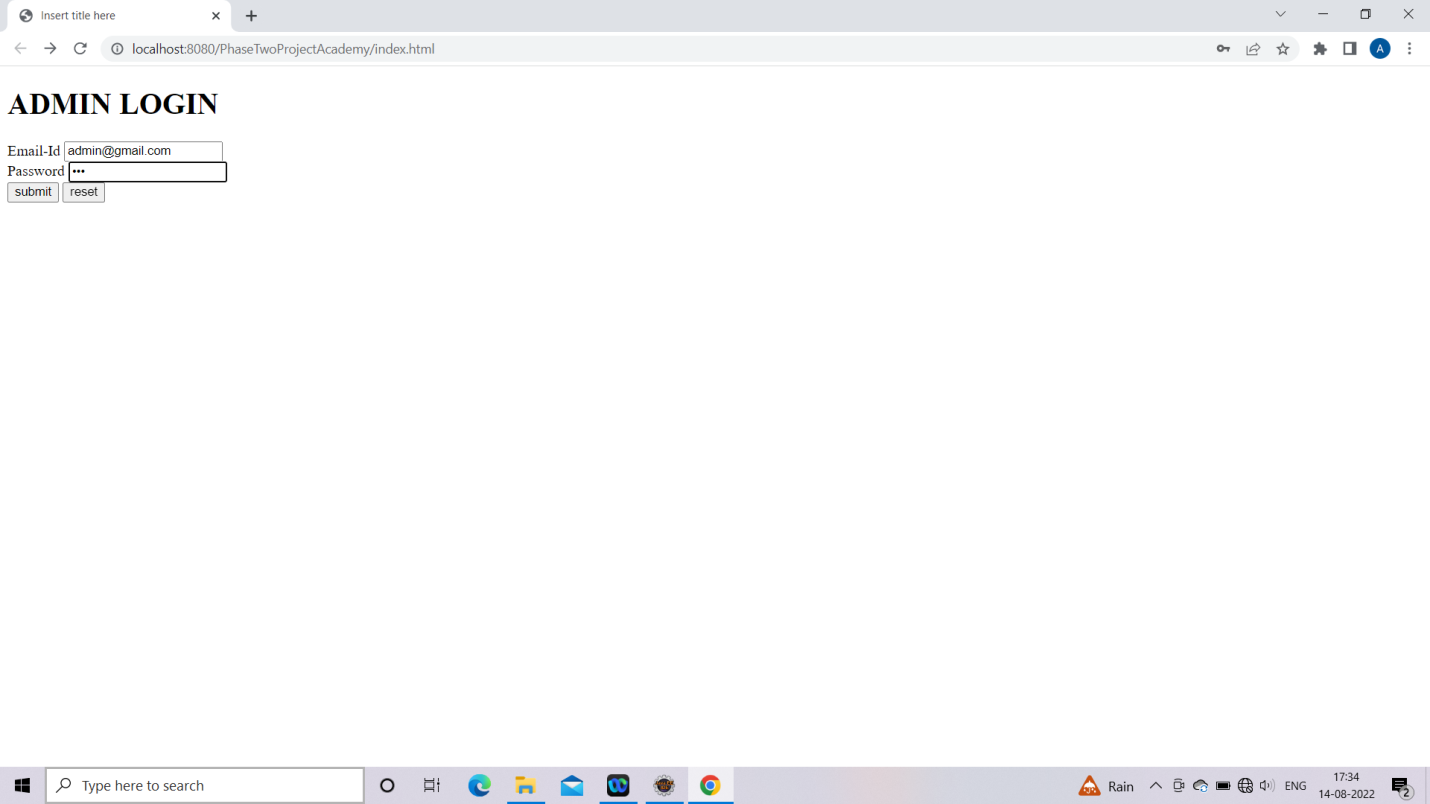 Insert title here
localhost:8080/PhaseTwoProjectAcademy/index.html
A
ADMIN LOGIN
Email-Id admin@gmail.com
Password •••
submit reset
Type here to search
Rain
ENG
17:34
14-08-2022
2